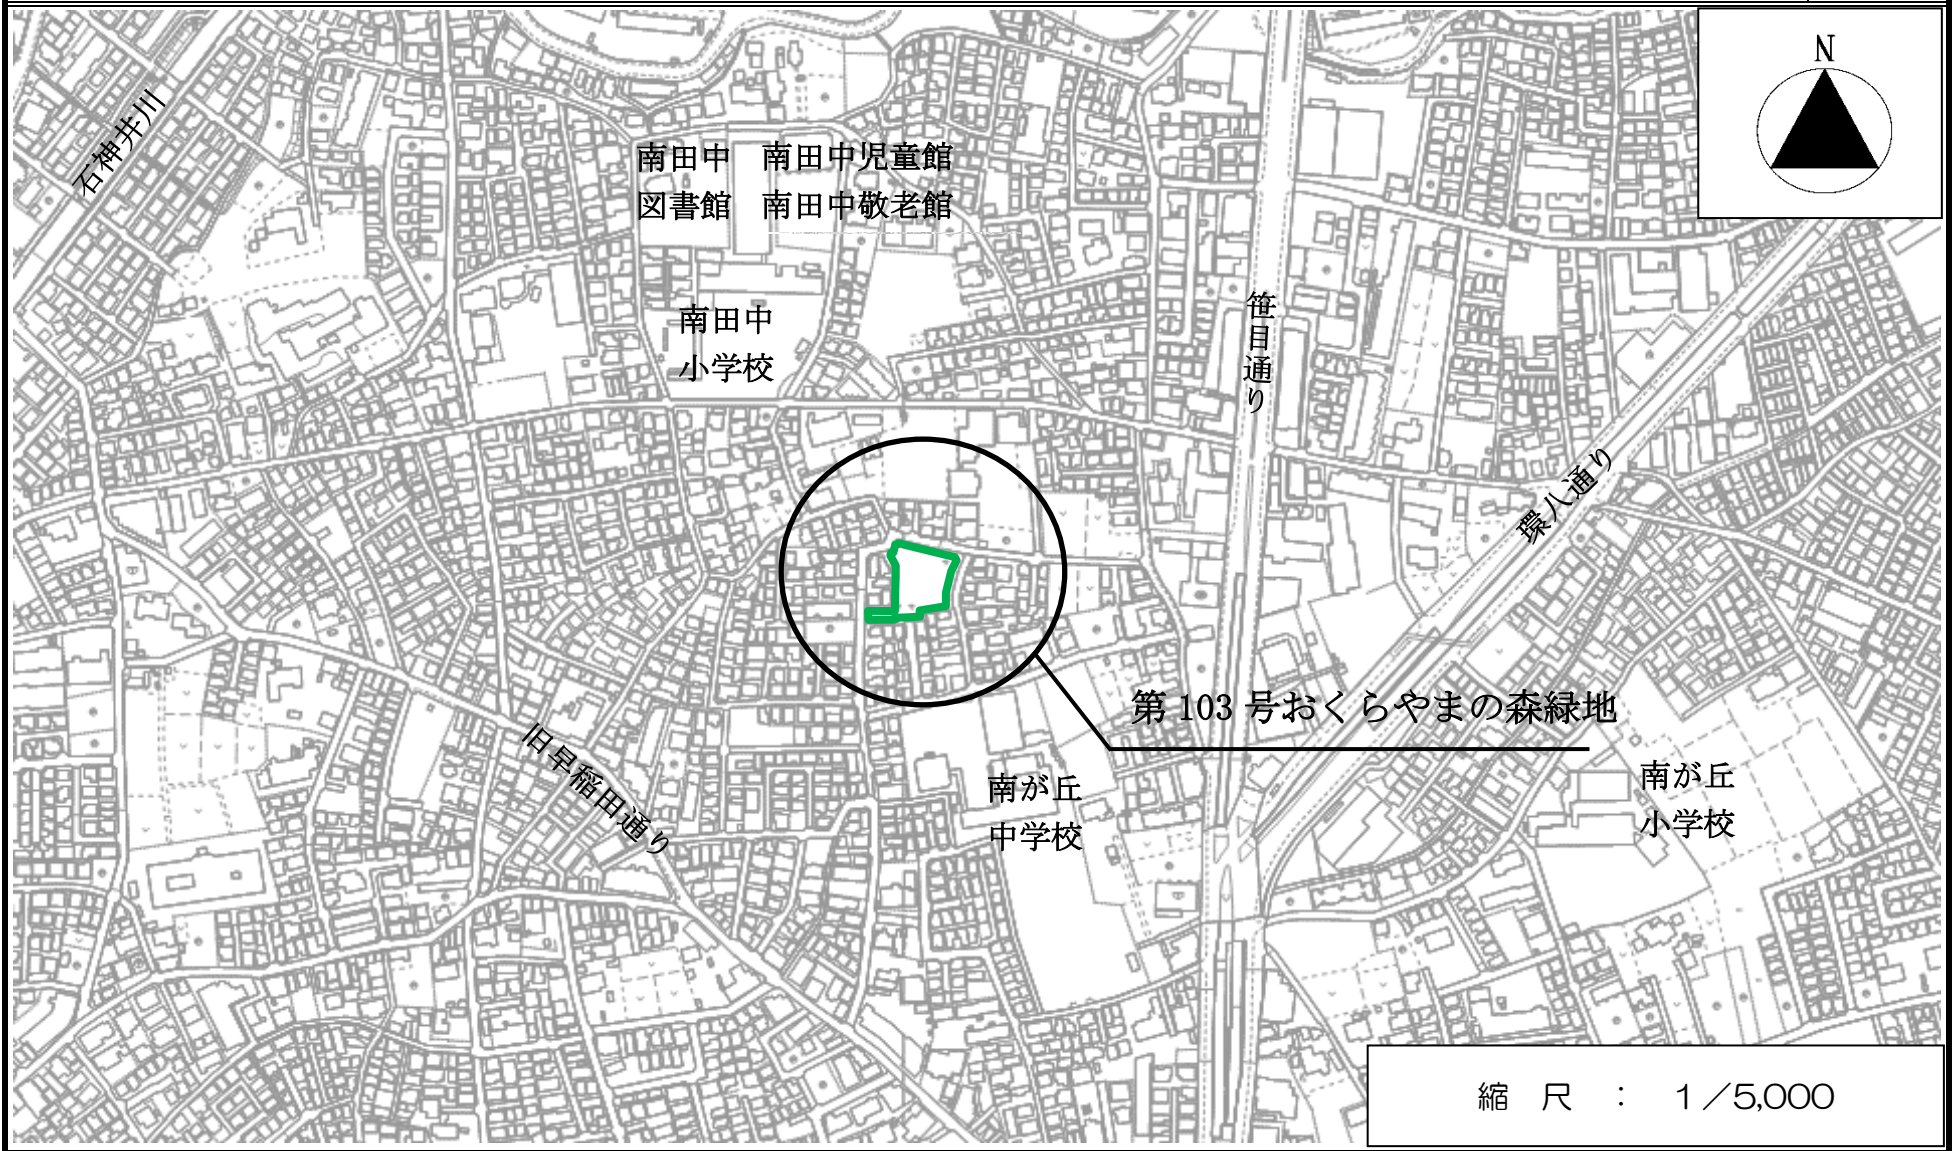 N
石神井川
南田中 南田中児童館
図書館 南田中敬老館
南田中
小学校
笹目通り
環八通り
第 103 号おくらやまの森緑地
旧早稲田通り
南が丘
中学校
南が丘
小学校
縮 尺 : 1/5,000